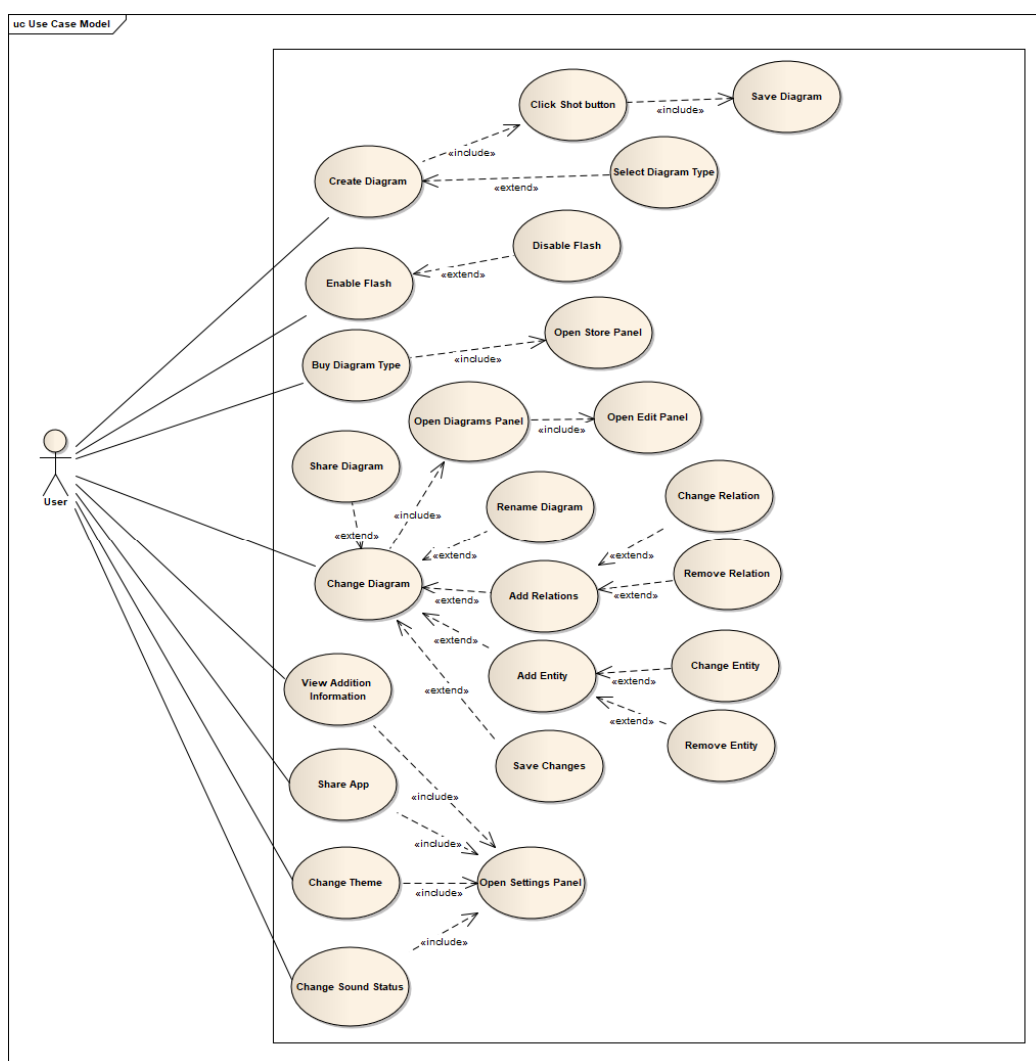 uc Use Case Model
Click Shot button
Save Diagram
«include»
«include»
Create Diagram
Select Diagram Type
«extend»
Disable Flash
Enable Flash
«extend»
Open Store Panel
Buy Diagram Type
«include»
Open Diagrams Panel
Open Edit Panel
«include»
User
Share Diagram
«include»
Rename Diagram
Change Relation
«extend»
«extend»
«extend»
Change Diagram
Add Relations
Remove Relation
«extend»
«extend»
«extend»
Add Entity
Change Entity
«extend»
«extend»
«extend»
Remove Entity
View Addition
Information
Save Changes
Share App
«include»
«include»
Change Theme
Open Settings Panel
«include»
«include»
Change Sound Status